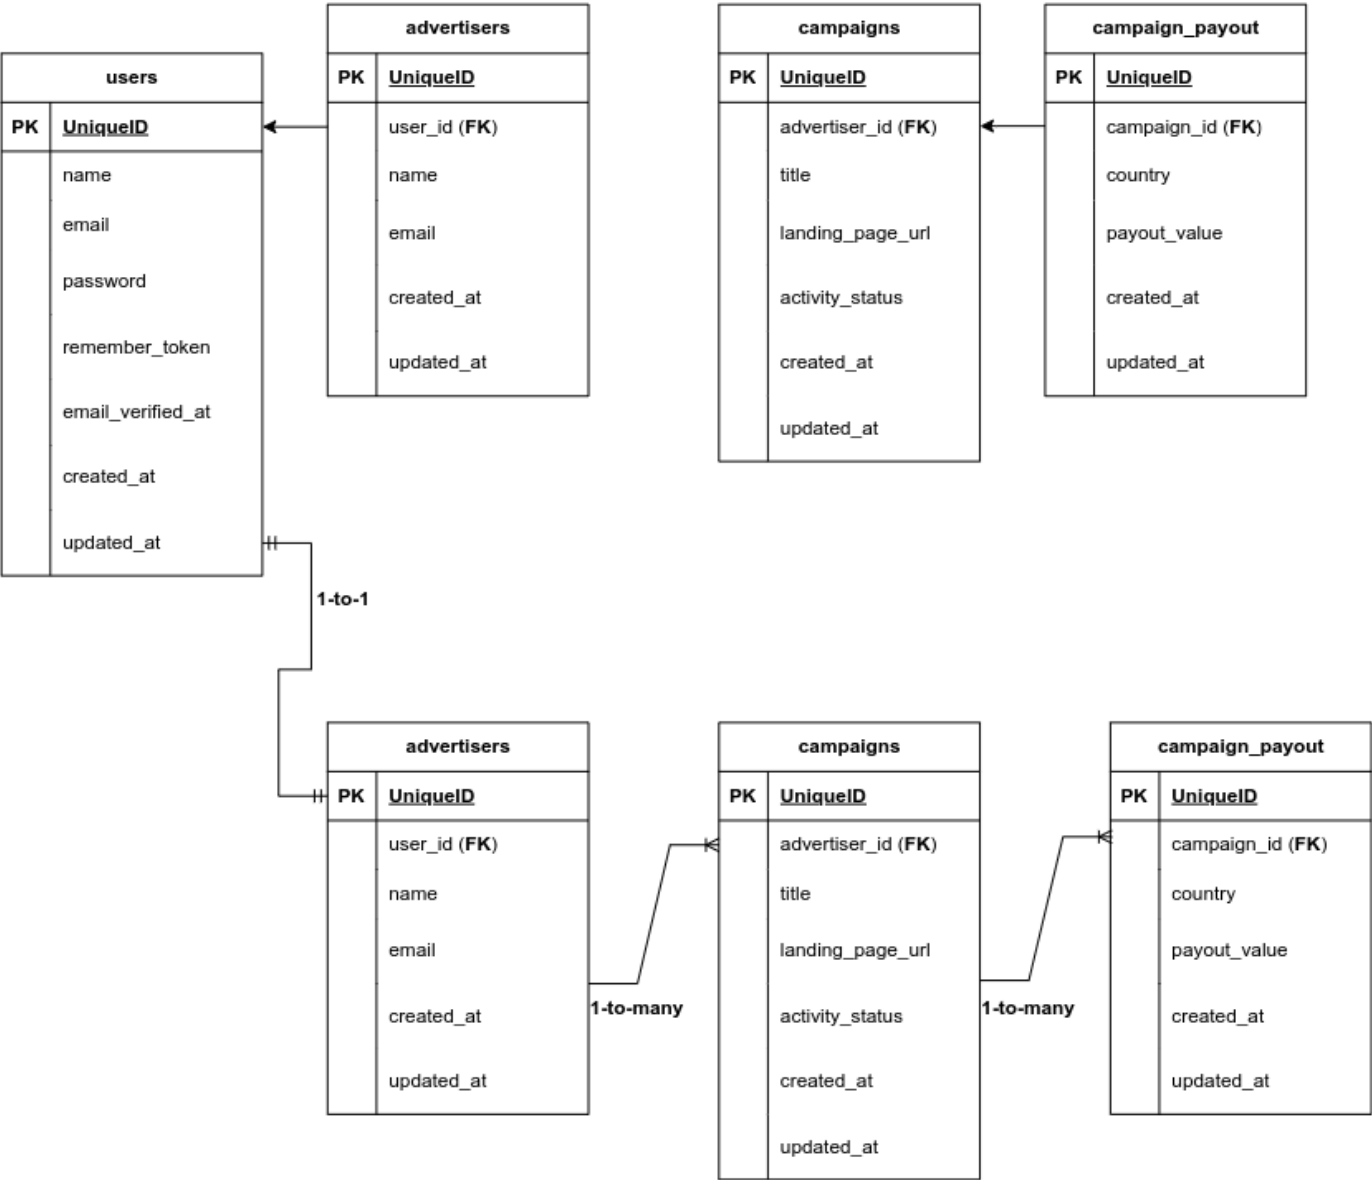 users
PK UniqueID
name
email
password
remember_token
email_verified_at
created_at
updated_at
advertisers
PK UniqueID
user_id (FK)
name
email
created_at
updated_at
campaigns
PK UniqueID
advertiser_id (FK)
title
landing_page_url
activity_status
created_at
updated_at
campaign_payout
PK UniqueID
campaign_id (FK)
country
payout_value
created_at
updated_at
1-to-1
advertisers
PK UniqueID
user_id (FK)
name
email
created_at
updated_at
1-to-many
campaigns
PK UniqueID
advertiser_id (FK)
title
landing_page_url
activity_status
created_at
updated_at
1-to-many
campaign_payout
PK UniqueID
campaign_id (FK)
country
payout_value
created_at
updated_at